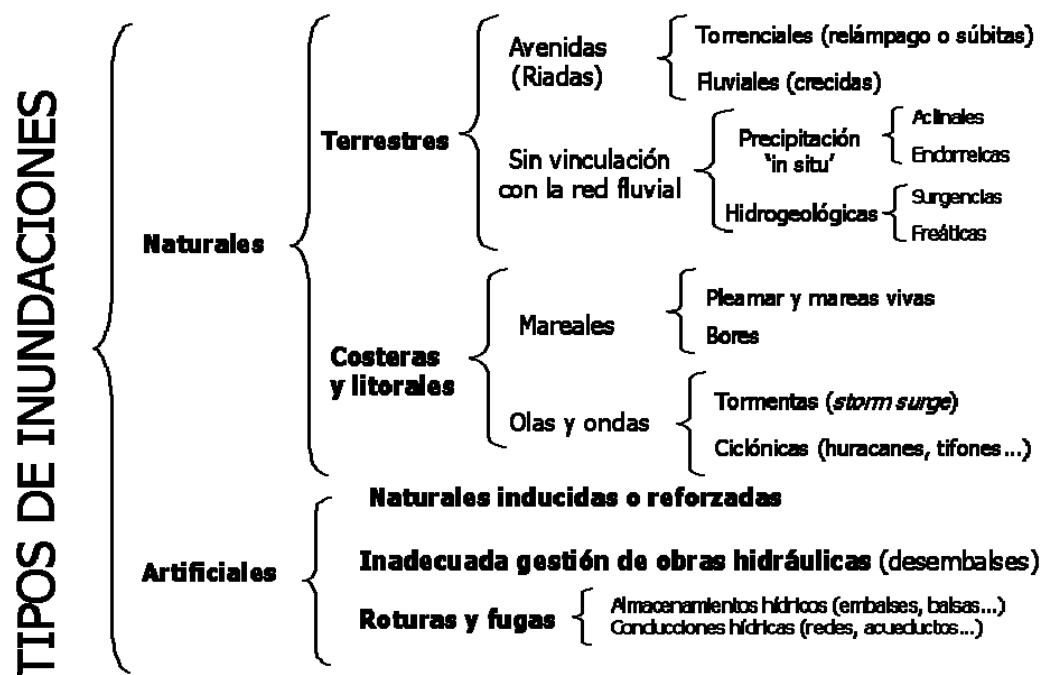 TIPOS DE INUNDACIONES
Naturales
Terrestres
Avenidas
(Riadas)
Torrenciales (relámpago o súbitas)
Fluviales (crecidas)
Sin vinculación
con la red fluvial
Precipitación
'in situ'
Aclinales
Endorreicas
Hidrogeológicas
Surgencias
Freáticas
Costeras
y litorales
Mareales
Pleamar y mareas vivas
Bores
Olas y ondas
Tormentas (storm surge)
Ciclónicas (huracanes, tifones...)
Artificiales
Naturales inducidas o reforzadas
Inadecuada gestión de obras hidráulicas (desembalses)
Roturas y fugas
Almacenamientos hídricos (embalses, balsas...)
Conducciones hídricas (redes, acueductos...)